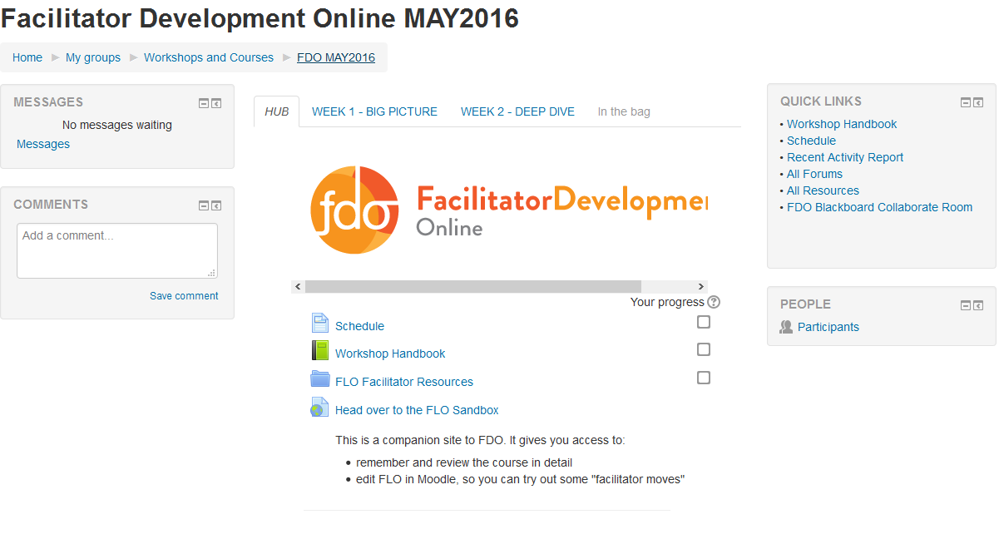 Facilitator Development Online MAY2016
Home ► My groups ► Workshops and Courses ► FDO MAY2016
MESSAGES
No messages waiting
Messages
COMMENTS
Add a comment...
Save comment
HUB
WEEK 1 - BIG PICTURE
WEEK 2 - DEEP DIVE
In the bag
fdo
FacilitatorDevelopme
Online
Your progress ?
Schedule
Workshop Handbook
FLO Facilitator Resources
Head over to the FLO Sandbox
This is a companion site to FDO. It gives you access to:
• remember and review the course in detail
• edit FLO in Moodle, so you can try out some "facilitator moves"
QUICK LINKS
• Workshop Handbook
• Schedule
• Recent Activity Report
• All Forums
• All Resources
• FDO Blackboard Collaborate Room
PEOPLE
Participants